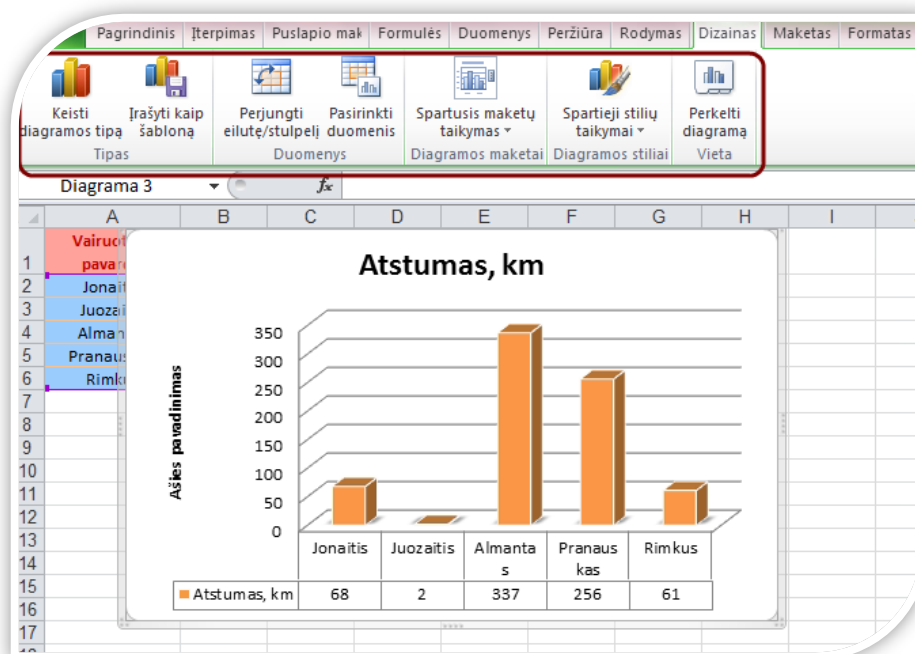 Pagrindinis Įterpimas Puslapio mak Formulės Duomenys Peržiūra Rodymas Dizainas Maketas Formatas
Keisti diagramos tipą
Įrašyti kaip šabloną
Tipas
Perjungti eilutę/stulpelį
Pasirinkti duomenis
Duomenys
Spartusis maketų taikymas
Diagramos maketai
Spartieji stilių taikymai
Diagramos stiliai
Perkelti diagramą
Vieta
Diagrama 3 fx
A B C D E F G H I
1 Vairuot
pavar
2 Jonait
3 Juozai
4 Alman
5 Pranaus
6 Rimku
7
8
9
10
11
12
13
14
15
16
17
Atstumas, km
Ašies pavadinimas
350
300
250
200
150
100
50
0
Jonaitis Juozaitis Almanta Pranaus Rimkus
s kas
Atstumas, km 68 2 337 256 61